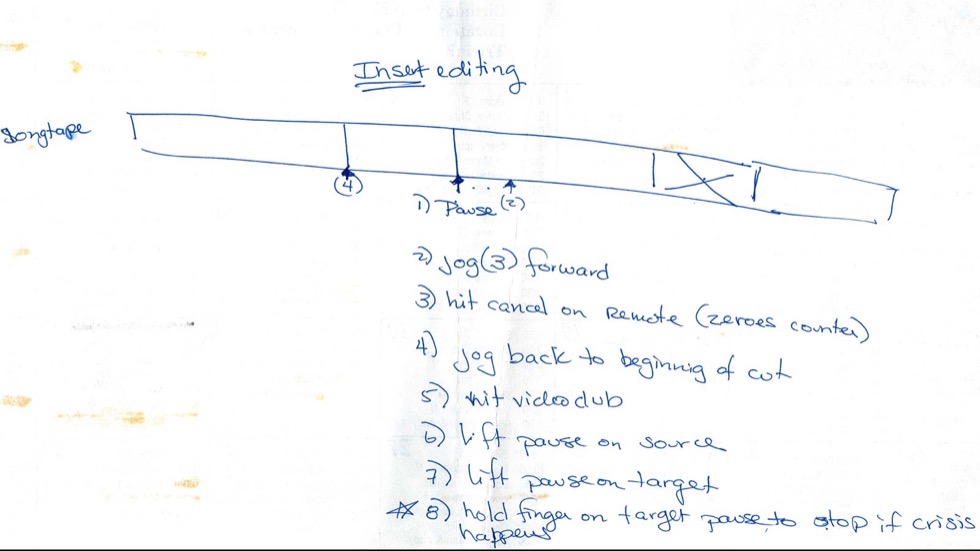 Insert editing
Songtape
(4)
1) Pause (2)
2) jog(3) forward
3) hit cancel on Remote (zeroes counter)
4) Jog back to beginning of cut
5) hit video dub
6) lift pause on source
7) lift pause on target
☆ 8) hold finger on target pause to stop if crisis
happens